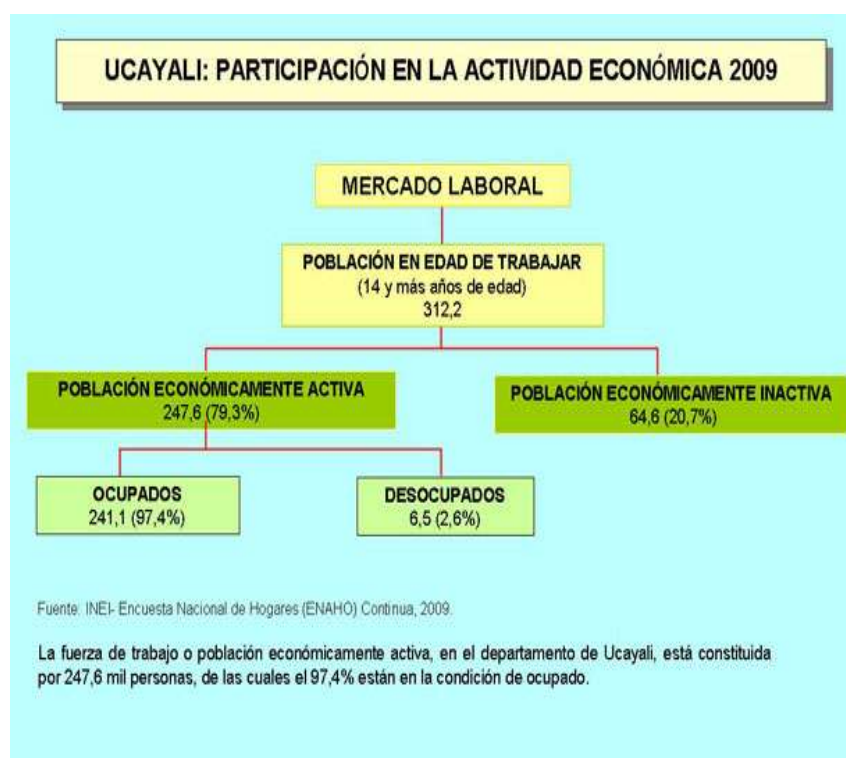 UCAYALI: PARTICIPACIÓN EN LA ACTIVIDAD ECONÓMICA 2009
MERCADO LABORAL
POBLACIÓN EN EDAD DE TRABAJAR
(14 y más años de edad)
312,2
POBLACIÓN ECONÓMICAMENTE ACTIVA
247,6 (79,3%)
POBLACIÓN ECONÓMICAMENTE INACTIVA
64,6 (20,7%)
OCUPADOS
241,1 (97,4%)
DESOCUPADOS
6,5 (2,6%)
Fuente: INEI- Encuesta Nacional de Hogares (ENAHO) Continua, 2009.
La fuerza de trabajo o población económicamente activa, en el departamento de Ucayali, está constituida
por 247,6 mil personas, de las cuales el 97,4% están en la condición de ocupado.